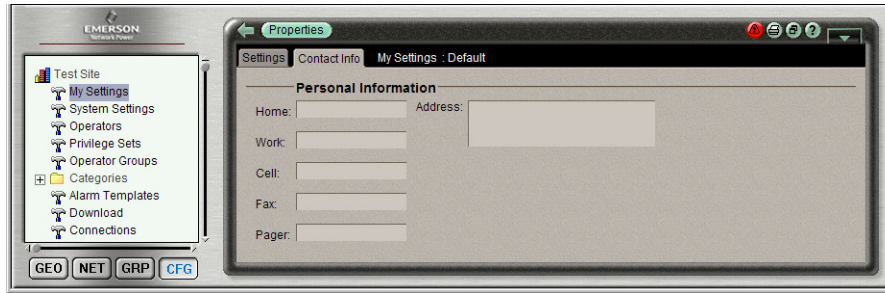 EMERSON
Network Power
Test Site
My Settings
System Settings
Operators
Privilege Sets
Operator Groups
Categories
Alarm Templates
Download
Connections
GEO NET GRP CFG
Properties
?
Settings Contact Info My Settings : Default
Personal Information
Home: Address:
Work:
Cell:
Fax:
Pager: